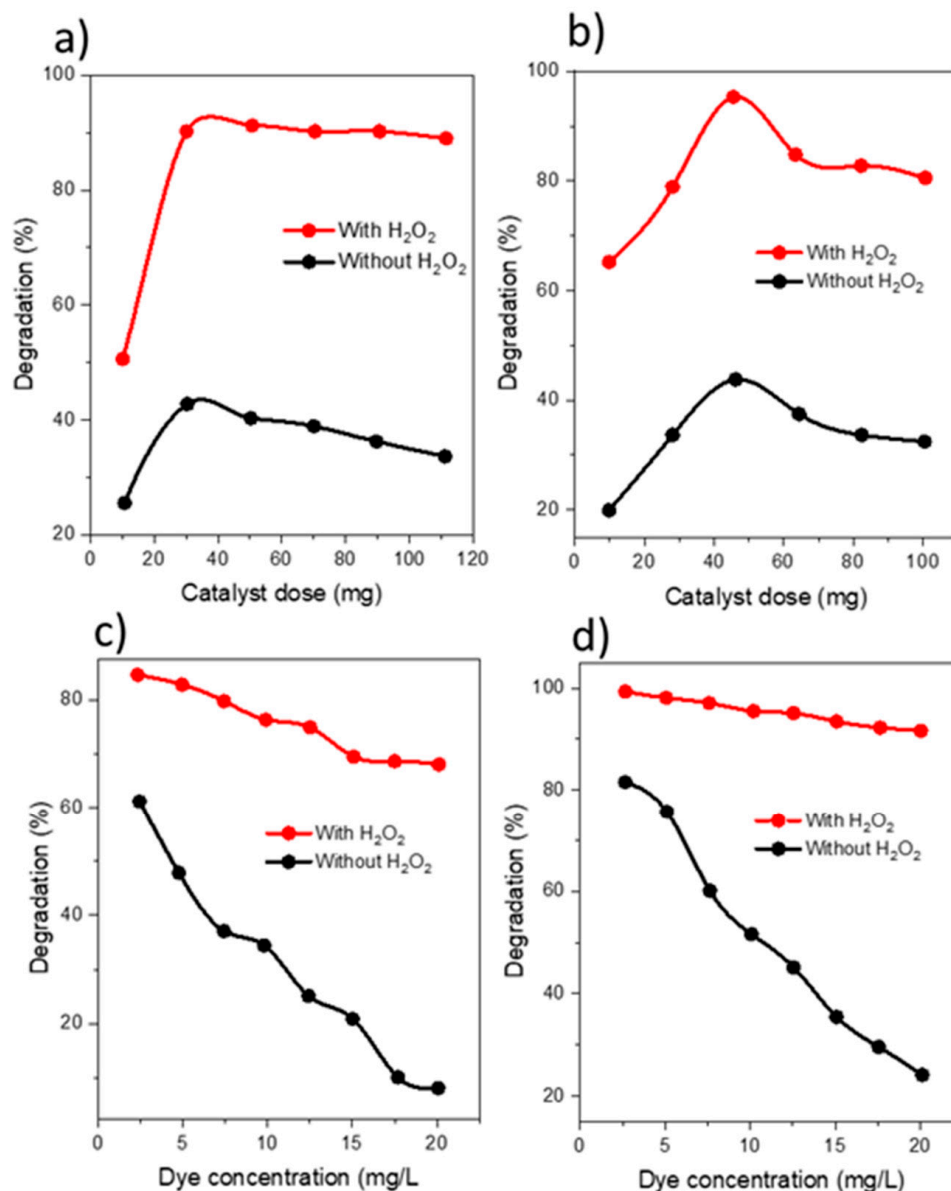 a)
100
80
60
40
20
Degradation (%)
With H₂O₂
Without H₂O₂
0 20 40 60 80 100 120
Catalyst dose (mg)
b)
100
80
60
40
20
Degradation (%)
With H₂O₂
Without H₂O₂
0 20 40 60 80 100
Catalyst dose (mg)
c)
80
60
40
20
Degradation (%)
With H₂O₂
Without H₂O₂
0 5 10 15 20
Dye concentration (mg/L
d)
100
80
60
40
20
Degradation (%)
With H₂O₂
Without H₂O₂
0 5 10 15 20
Dye concentration (mg/L)